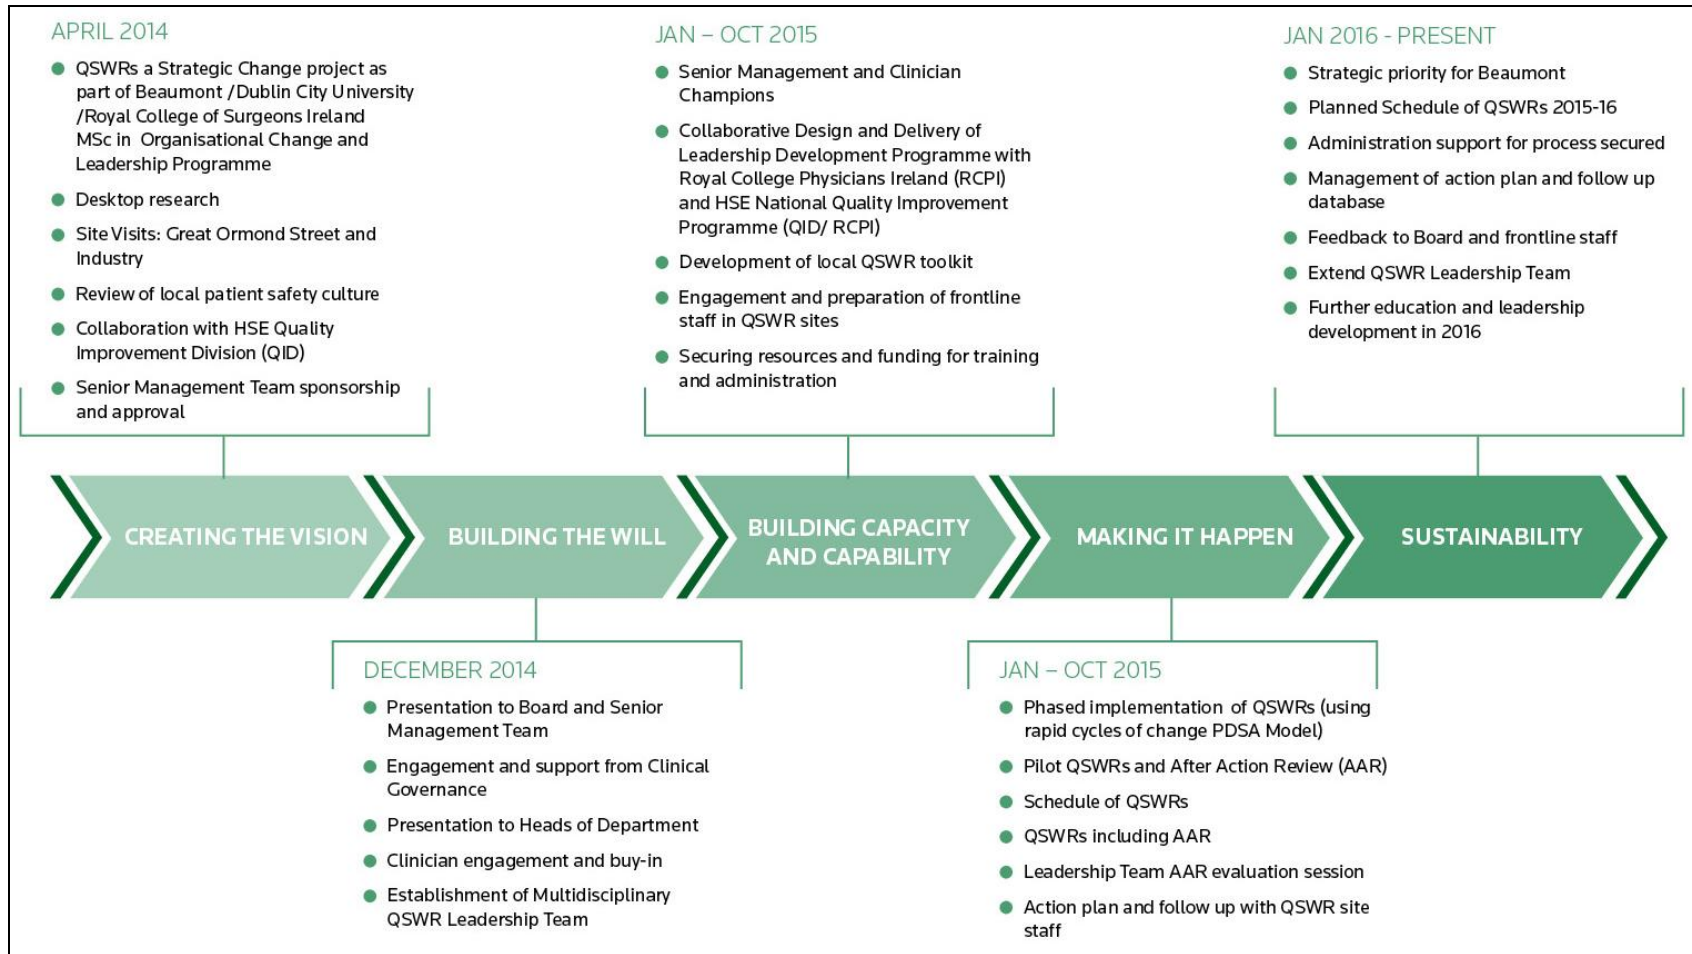 APRIL 2014
QSWRs a Strategic Change project as
part of Beaumont /Dublin City University
/Royal College of Surgeons Ireland
MSc in Organisational Change and
Leadership Programme
Desktop research
Site Visits: Great Ormond Street and
Industry
Review of local patient safety culture
Collaboration with HSE Quality
Improvement Division (QID)
Senior Management Team sponsorship
and approval
JAN – OCT 2015
Senior Management and Clinician
Champions
Collaborative Design and Delivery of
Leadership Development Programme with
Royal College Physicians Ireland (RCPI)
and HSE National Quality Improvement
Programme (QID/ RCPI)
Development of local QSWR toolkit
Engagement and preparation of frontline
staff in QSWR sites
Securing resources and funding for training
and administration
JAN 2016 - PRESENT
Strategic priority for Beaumont
Planned Schedule of QSWRs 2015-16
Administration support for process secured
Management of action plan and follow up
database
Feedback to Board and frontline staff
Extend QSWR Leadership Team
Further education and leadership
development in 2016
CREATING THE VISION
BUILDING THE WILL
BUILDING CAPACITY
AND CAPABILITY
MAKING IT HAPPEN
SUSTAINABILITY
DECEMBER 2014
Presentation to Board and Senior
Management Team
Engagement and support from Clinical
Governance
Presentation to Heads of Department
Clinician engagement and buy-in
Establishment of Multidisciplinary
QSWR Leadership Team
JAN – OCT 2015
Phased implementation of QSWRs (using
rapid cycles of change PDSA Model)
Pilot QSWRs and After Action Review (AAR)
Schedule of QSWRs
QSWRs including AAR
Leadership Team AAR evaluation session
Action plan and follow up with QSWR site
staff